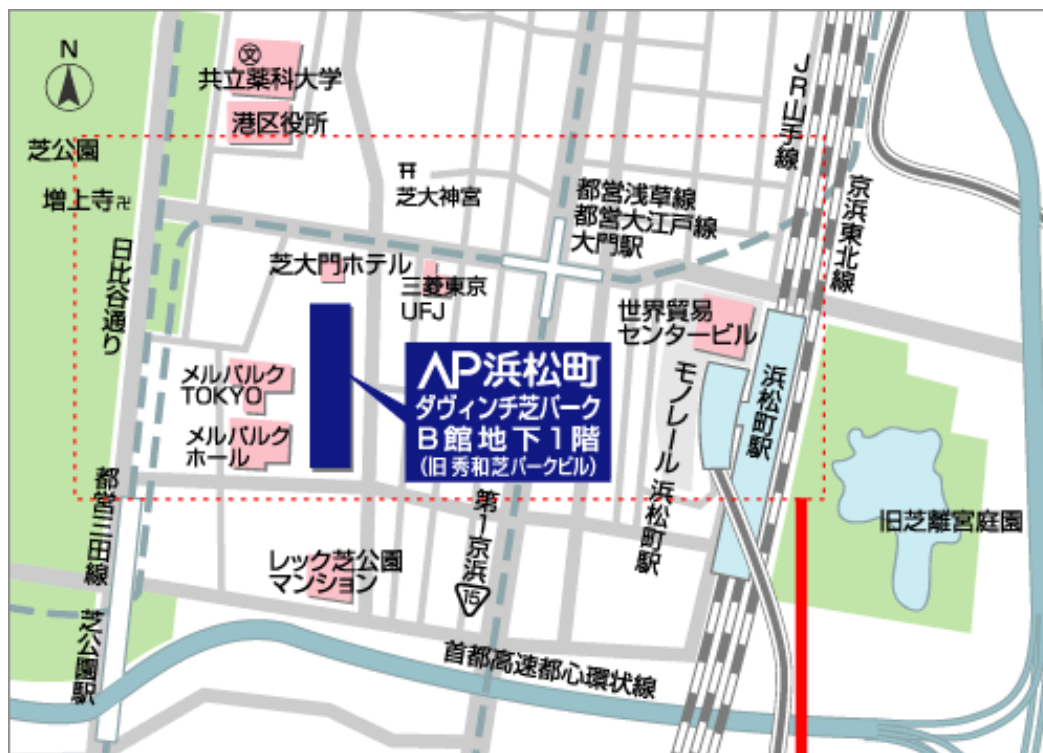 N
文
共立薬科大学
港区役所
芝公園
増上寺卍
日比谷通り
芝大神宮
都営浅草線
都営大江戸線
大門駅
JR山手線
京浜東北線
芝大門ホテル
三菱東京
UFJ
世界貿易
センタービル
メルパルク
TOKYO
メルパルク
ホール
AP浜松町
ダヴィンチ芝パーク
B館地下1階
(旧秀和芝パークビル)
モノレール浜松町駅
浜松町駅
旧芝離宮庭園
都営三田線
芝公園駅
レック芝公園
マンション
第1京浜
15
首都高速都心環状線